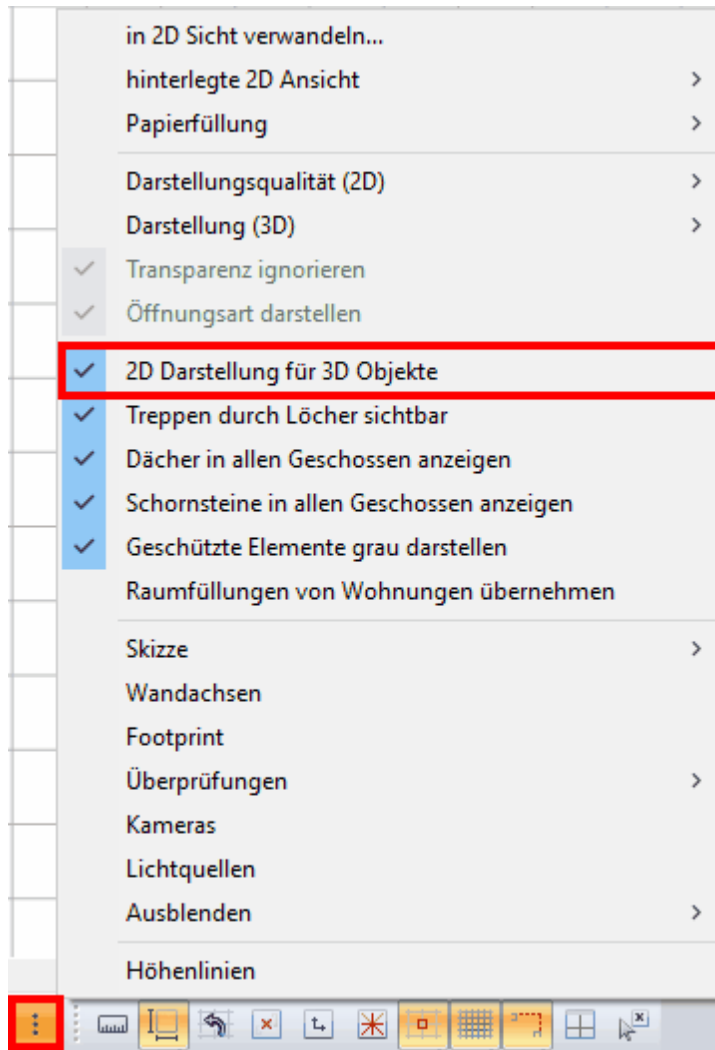 in 2D Sicht verwandeln...
hinterlegte 2D Ansicht
Papierfüllung
Darstellungsqualität (2D)
Darstellung (3D)
Transparenz ignorieren
Öffnungsart darstellen
2D Darstellung für 3D Objekte
Treppen durch Löcher sichtbar
Dächer in allen Geschossen anzeigen
Schornsteine in allen Geschossen anzeigen
Geschützte Elemente grau darstellen
Raumfüllungen von Wohnungen übernehmen
Skizze
Wandachsen
Footprint
Überprüfungen
Kameras
Lichtquellen
Ausblenden
Höhenlinien